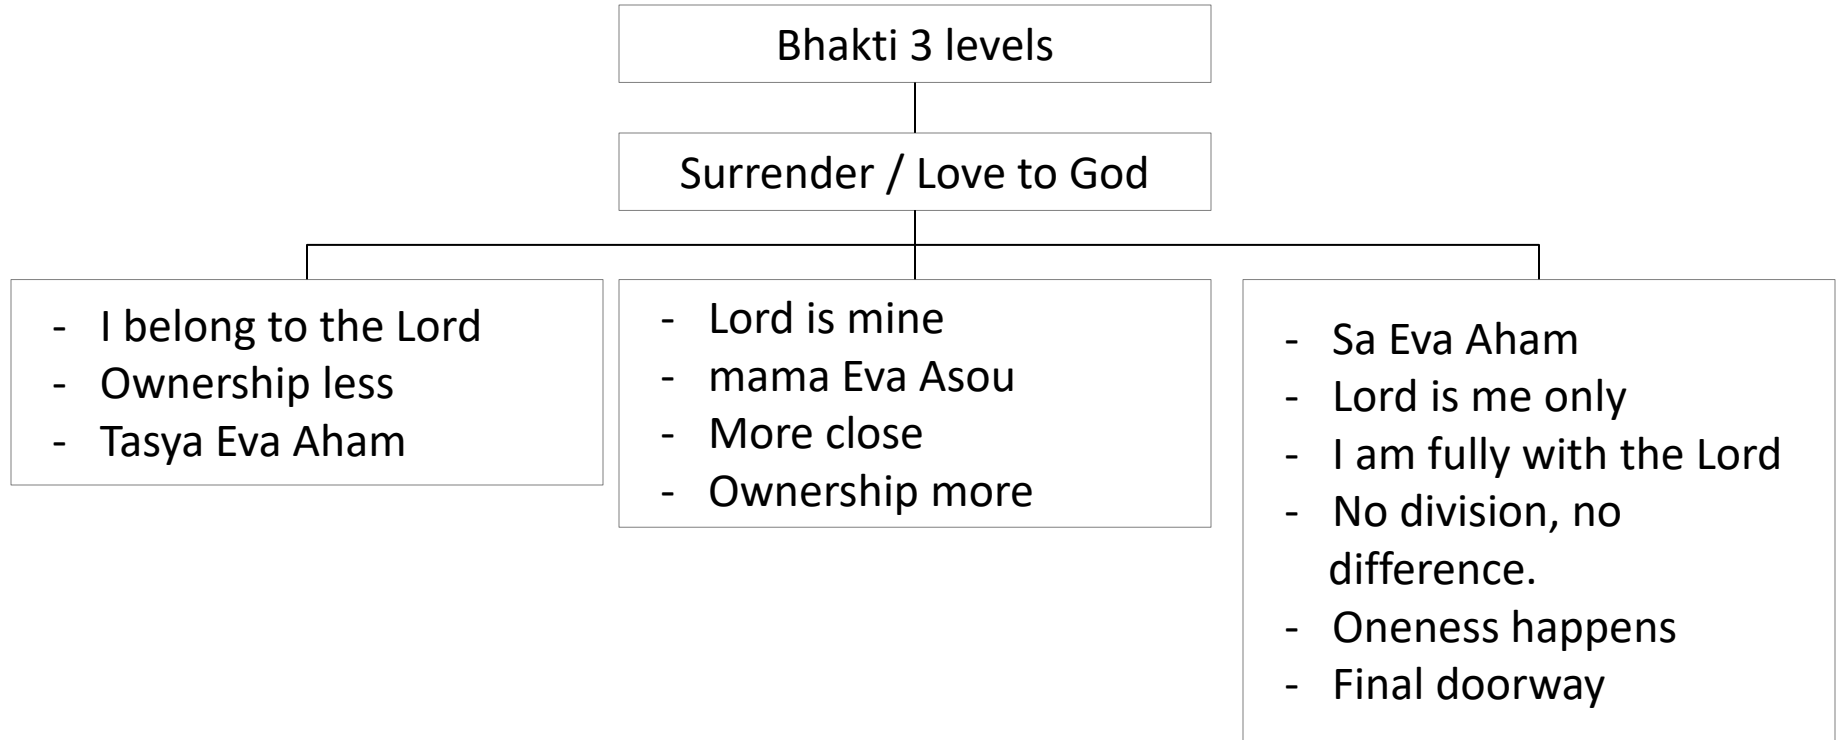 Bhakti 3 levels
Surrender / Love to God
- I belong to the Lord
- Ownership less
- Tasya Eva Aham
- Lord is mine
- mama Eva Asou
- More close
- Ownership more
- Sa Eva Aham
- Lord is me only
- I am fully with the Lord
- No division, no
difference.
- Oneness happens
- Final doorway